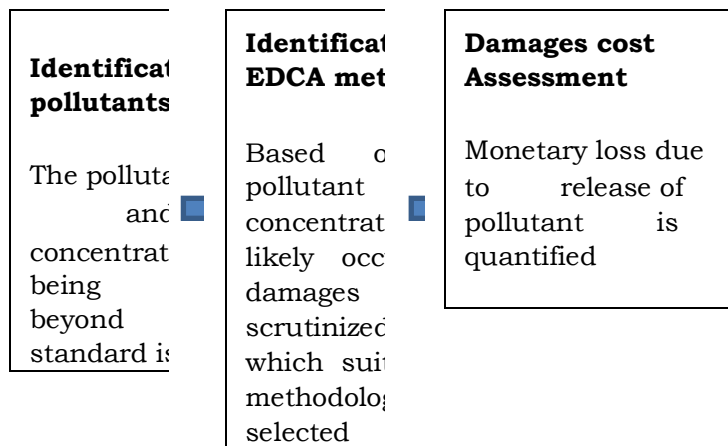 Identificat
pollutants
The polluta
and
concentrat
being
beyond
standard is
Identificat
EDCA met
Based o
pollutant
concentrat
likely occ
damages
scrutinized
which suit
methodolog
selected
Damages cost
Assessment
Monetary loss due
to release of
pollutant is
quantified